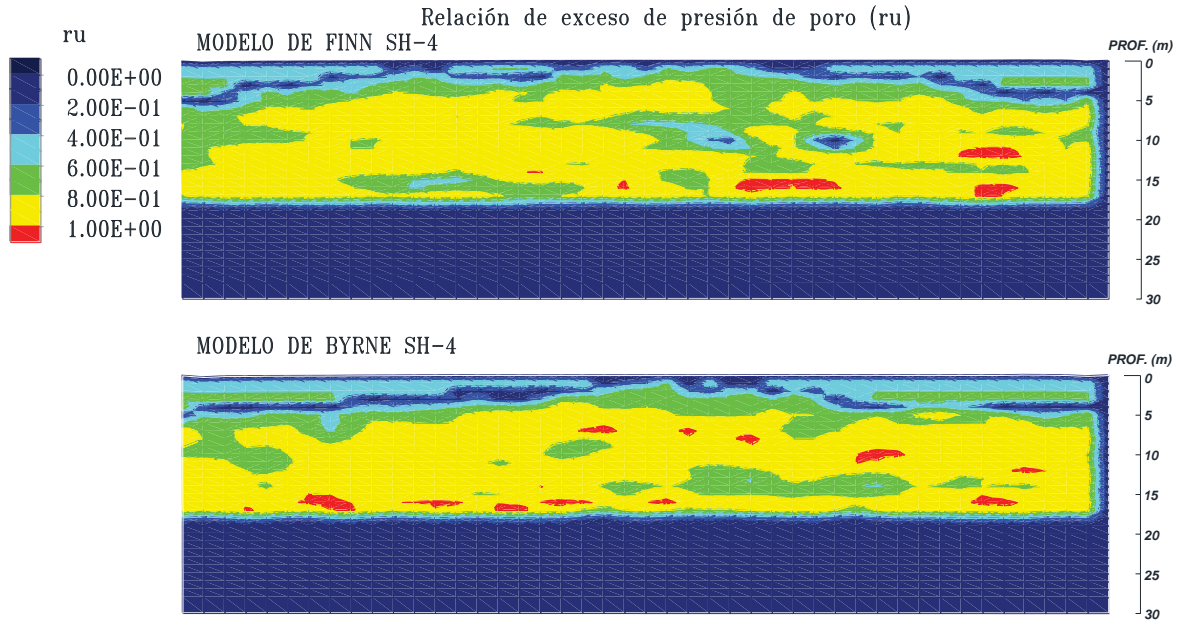 Relación de exceso de presión de poro (ru)
ru
MODELO DE FINN SH-4
PROF. (m)
0.00E+00
2.00E-01
4.00E-01
6.00E-01
8.00E-01
1.00E+00
0
5
10
15
20
25
30
MODELO DE BYRNE SH-4
PROF. (m)
0
5
10
15
20
25
30